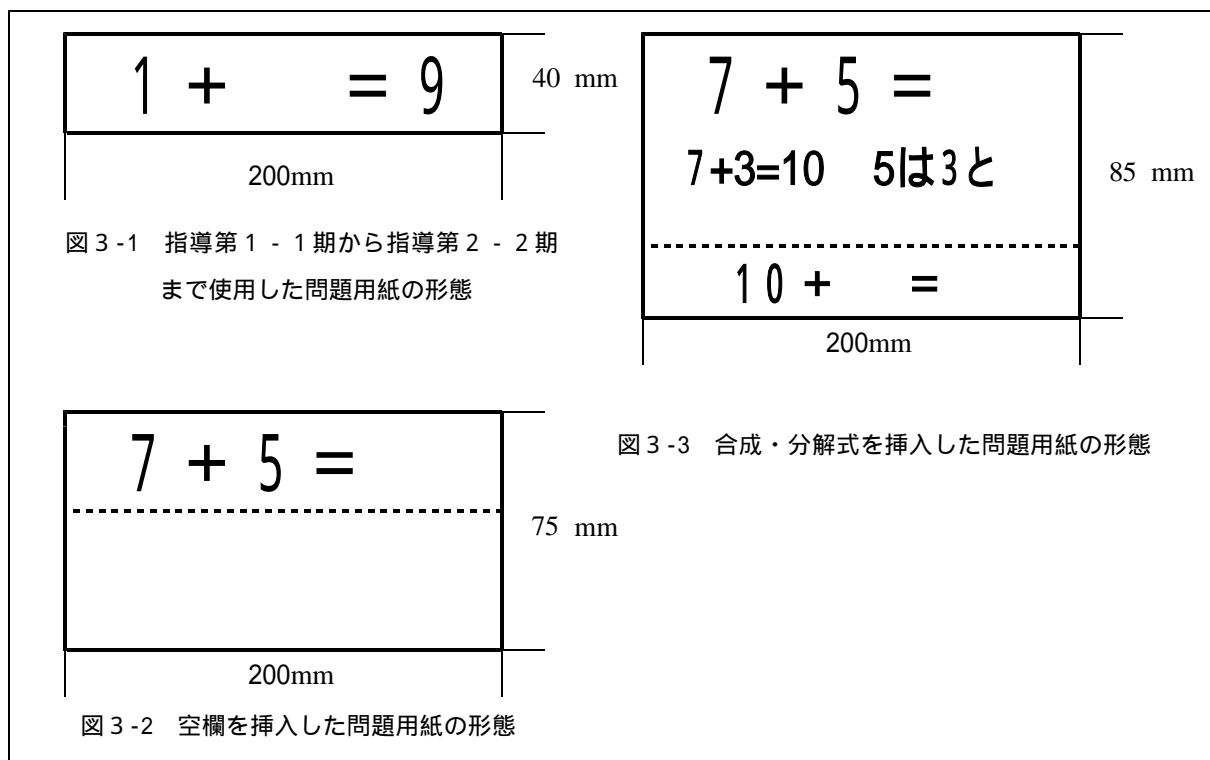 1 + = 9
40 mm
200mm
図3-1 指導第1-1期から指導第2-2期
まで使用した問題用紙の形態
7 + 5 =
7+3=10 5は3と
10 + =
85 mm
200mm
図3-3 合成・分解式を挿入した問題用紙の形態
7 + 5 =
75 mm
200mm
図3-2 空欄を挿入した問題用紙の形態